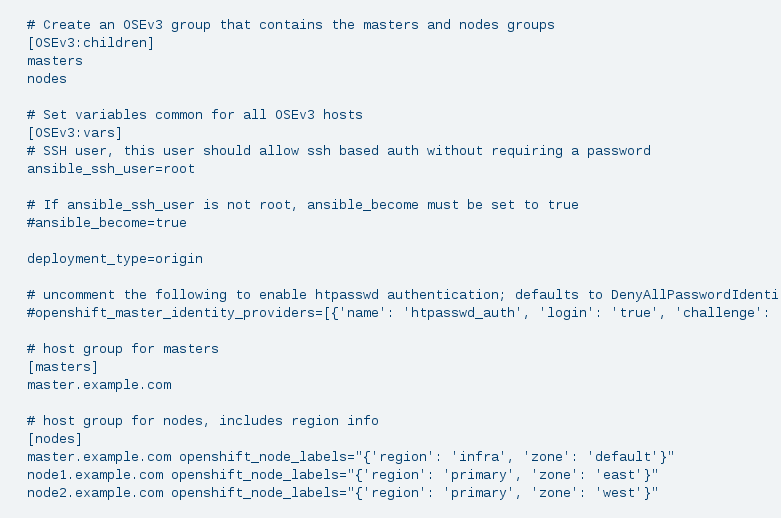 # Create an OSEv3 group that contains the masters and nodes groups
[OSEv3:children]
masters
nodes
# Set variables common for all OSEv3 hosts
[OSEv3:vars]
# SSH user, this user should allow ssh based auth without requiring a password
ansible_ssh_user=root
# If ansible_ssh_user is not root, ansible_become must be set to true
#ansible_become=true
deployment_type=origin
# uncomment the following to enable htpasswd authentication; defaults to DenyAllPasswordIdenti
#openshift_master_identity_providers=[{'name': 'htpasswd_auth', 'login': 'true', 'challenge':
# host group for masters
[masters]
master.example.com
# host group for nodes, includes region info
[nodes]
master.example.com openshift_node_labels="{'region': 'infra', 'zone': 'default'}"
node1.example.com openshift_node_labels="{'region': 'primary', 'zone': 'east'}"
node2.example.com openshift_node_labels="{'region': 'primary', 'zone': 'west'}"